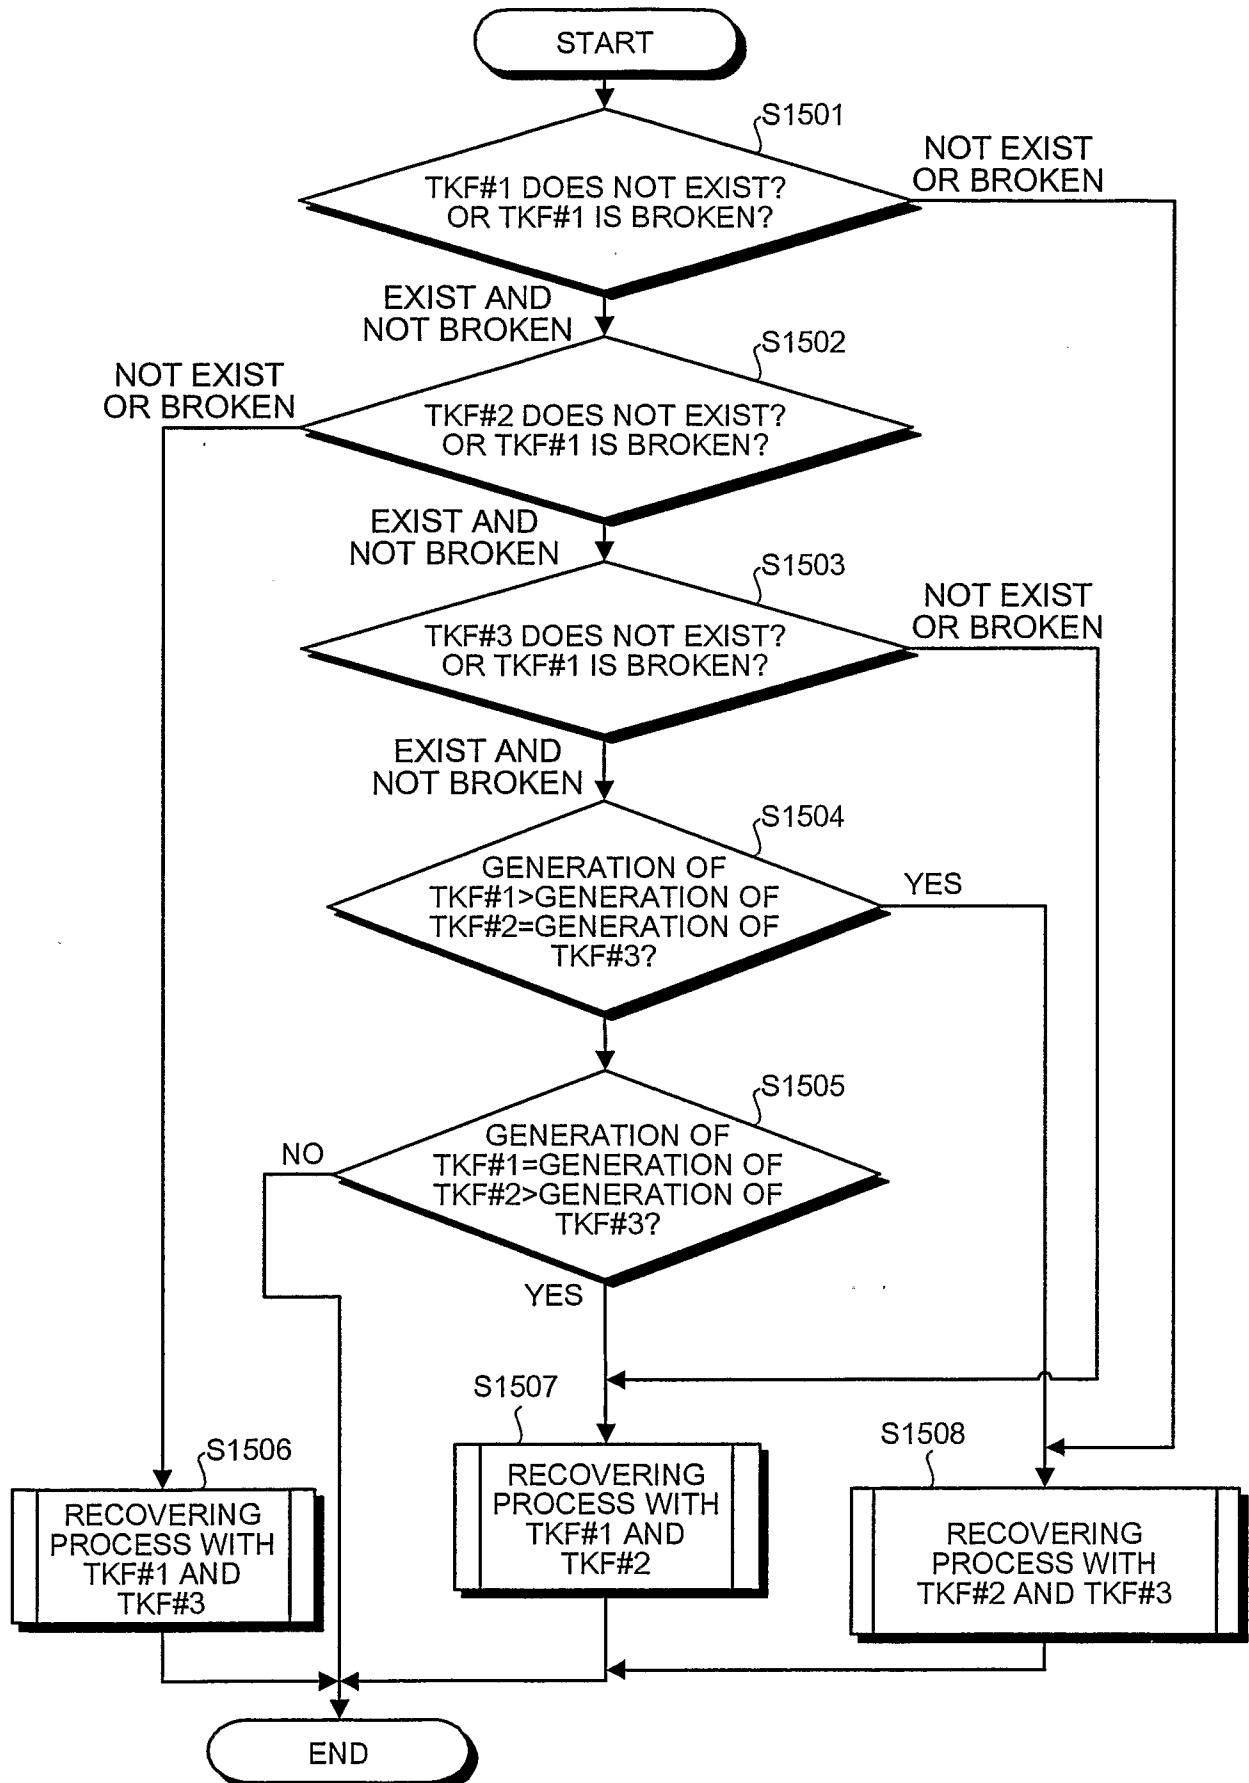 START
S1501
TKF#1 DOES NOT EXIST?
OR TKF#1 IS BROKEN?
NOT EXIST
OR BROKEN
EXIST AND
NOT BROKEN
S1502
NOT EXIST
OR BROKEN
TKF#2 DOES NOT EXIST?
OR TKF#1 IS BROKEN?
EXIST AND
NOT BROKEN
S1503
TKF#3 DOES NOT EXIST?
OR TKF#1 IS BROKEN?
NOT EXIST
OR BROKEN
EXIST AND
NOT BROKEN
S1504
GENERATION OF
TKF#1>GENERATION OF
TKF#2=GENERATION OF
TKF#3?
YES
S1505
GENERATION OF
TKF#1=GENERATION OF
TKF#2>GENERATION OF
TKF#3?
NO
YES
S1506
RECOVERING
PROCESS WITH
TKF#1 AND
TKF#3
S1507
RECOVERING
PROCESS WITH
TKF#1 AND
TKF#2
S1508
RECOVERING
PROCESS WITH
TKF#2 AND TKF#3
END